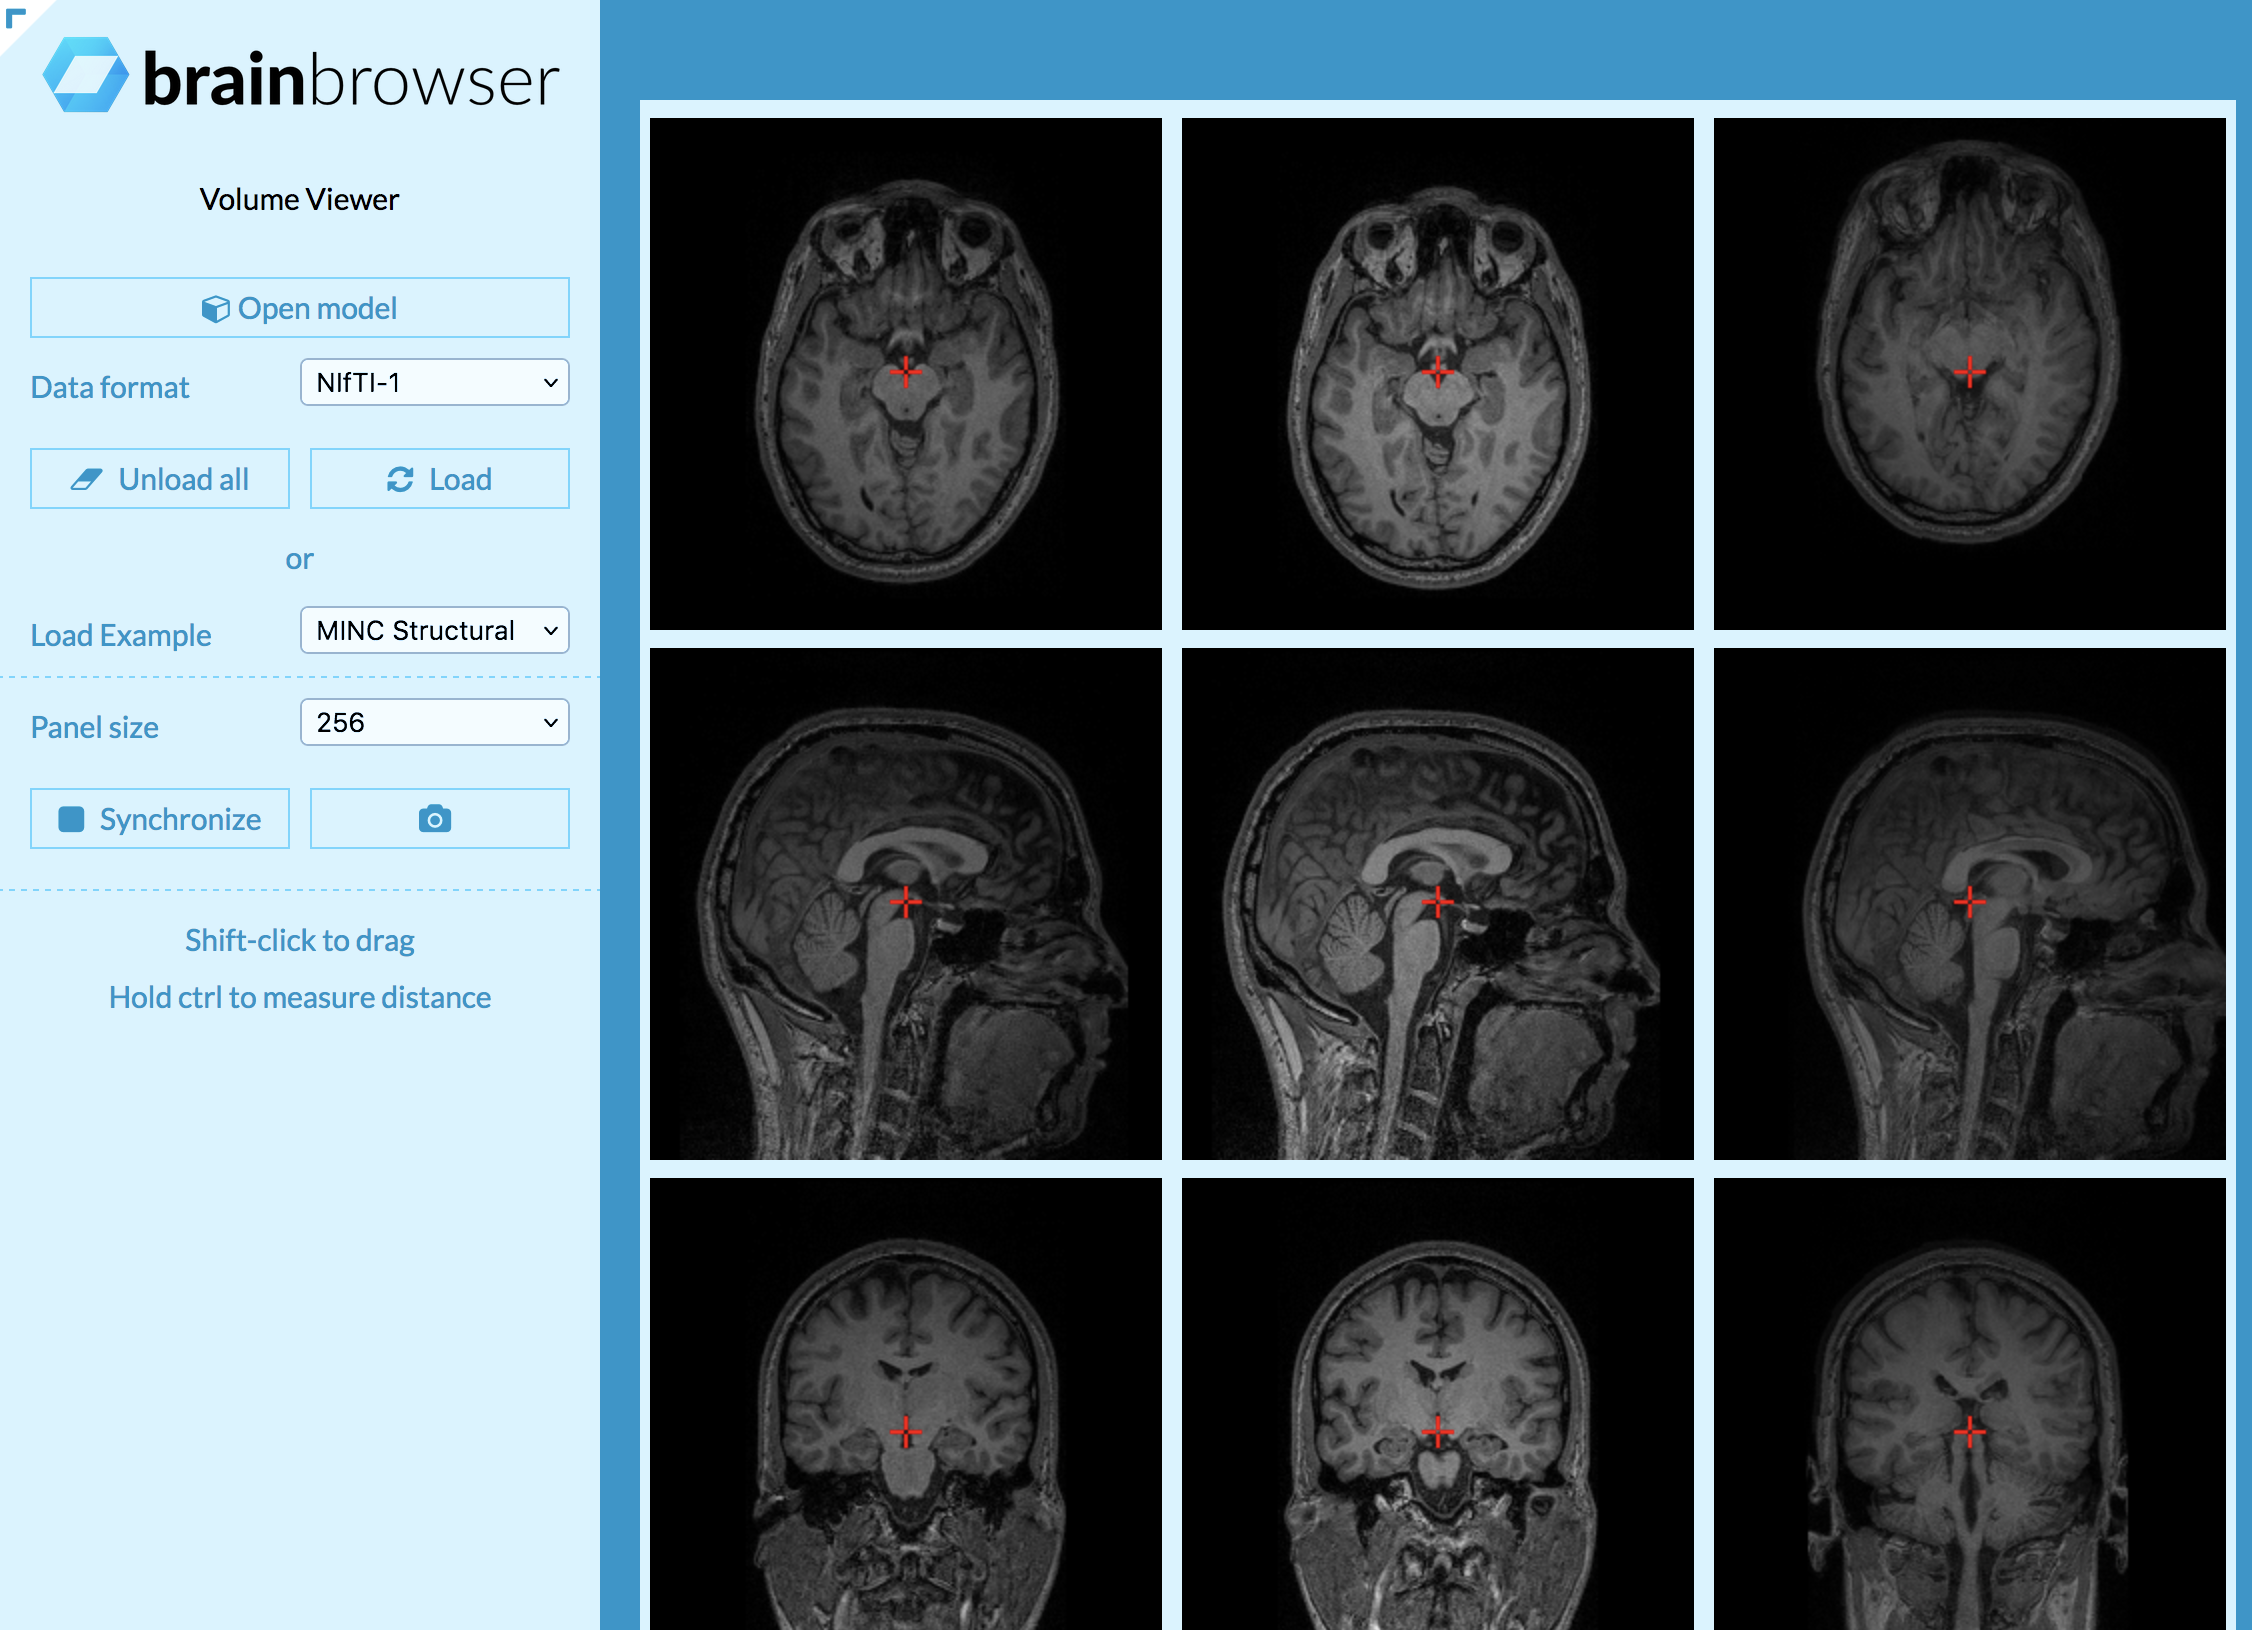 brainbrowser
Volume Viewer
Open model
Data format
NIfTI-1
Unload all
Load
or
Load Example
MINC Structural
Panel size
256
Synchronize
Shift-click to drag
Hold ctrl to measure distance